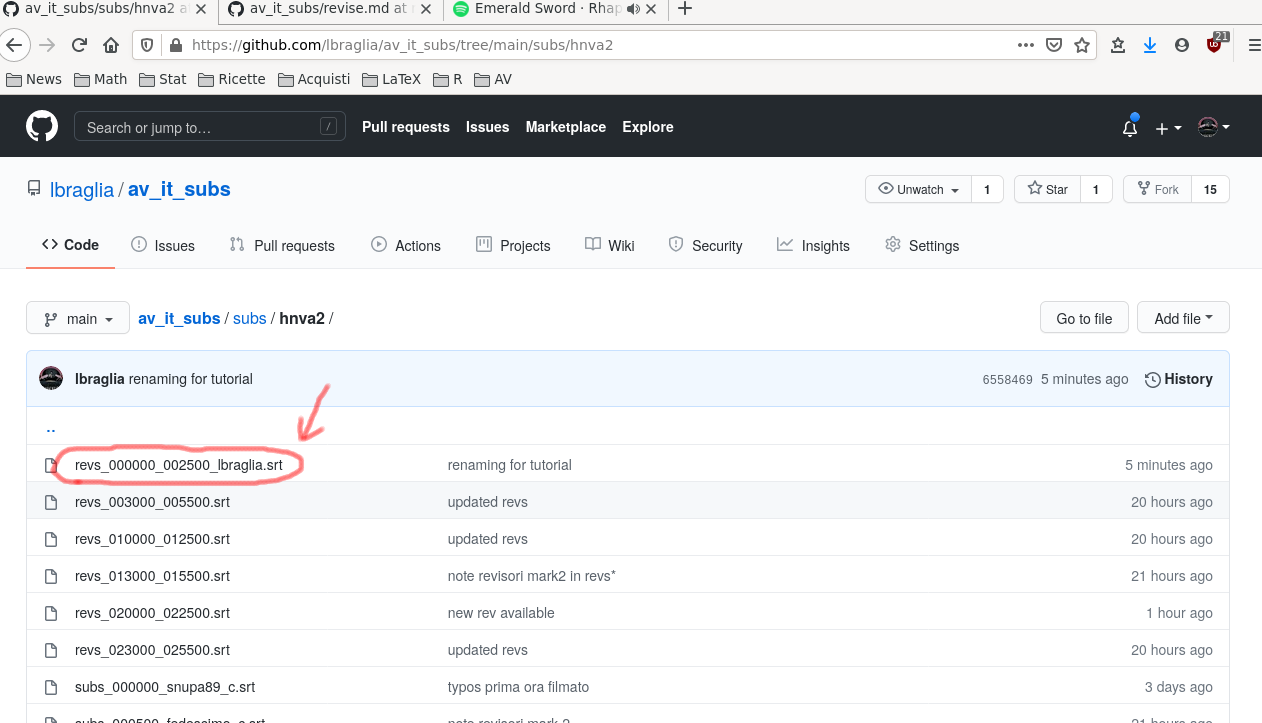 av_it_subs/subs/hnva2 a
av_it_subs/revise.md at
Emerald Sword · Rhap
https://github.com/lbraglia/av_it_subs/tree/main/subs/hnva2
21
News Math Stat Ricette Acquisti LaTeX R AV
Search or jump to… /
Pull requests Issues Marketplace Explore
lbraglia / av_it_subs
Unwatch 1 Star 1 Fork 15
Code Issues Pull requests Actions Projects Wiki Security Insights Settings
main av_it_subs / subs / hnva2 / Go to file Add file
lbraglia renaming for tutorial 6558469 5 minutes ago History
..
revs_000000_002500_lbraglia.srt renaming for tutorial 5 minutes ago
revs_003000_005500.srt updated revs 20 hours ago
revs_010000_012500.srt updated revs 20 hours ago
revs_013000_015500.srt note revisori mark2 in revs* 21 hours ago
revs_020000_022500.srt new rev available 1 hour ago
revs_023000_025500.srt updated revs 20 hours ago
subs_000000_snupa89_c.srt typos prima ora filmato 3 days ago